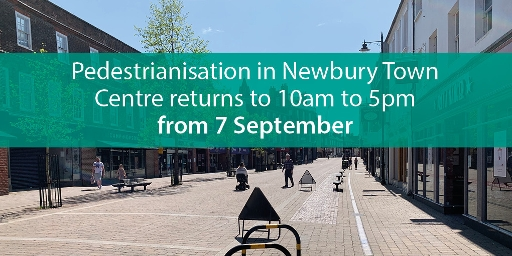 Pedestrianisation in Newbury Town
Centre returns to 10am to 5pm
from 7 September